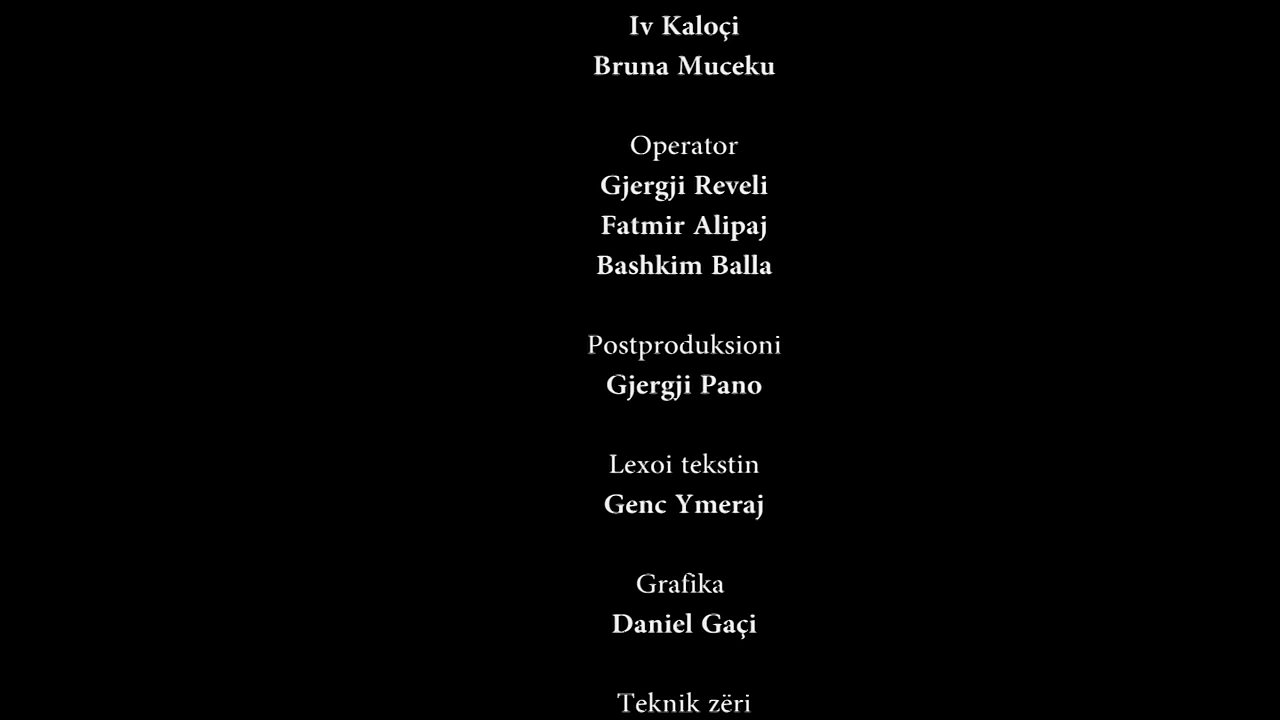 Iv Kaloçi
Bruna Muceku
Operator
Gjergji Reveli
Fatmir Alipaj
Bashkim Balla
Postproduksioni
Gjergji Pano
Lexoi tekstin
Genc Ymeraj
Grafika
Daniel Gaçi
Teknik zëri